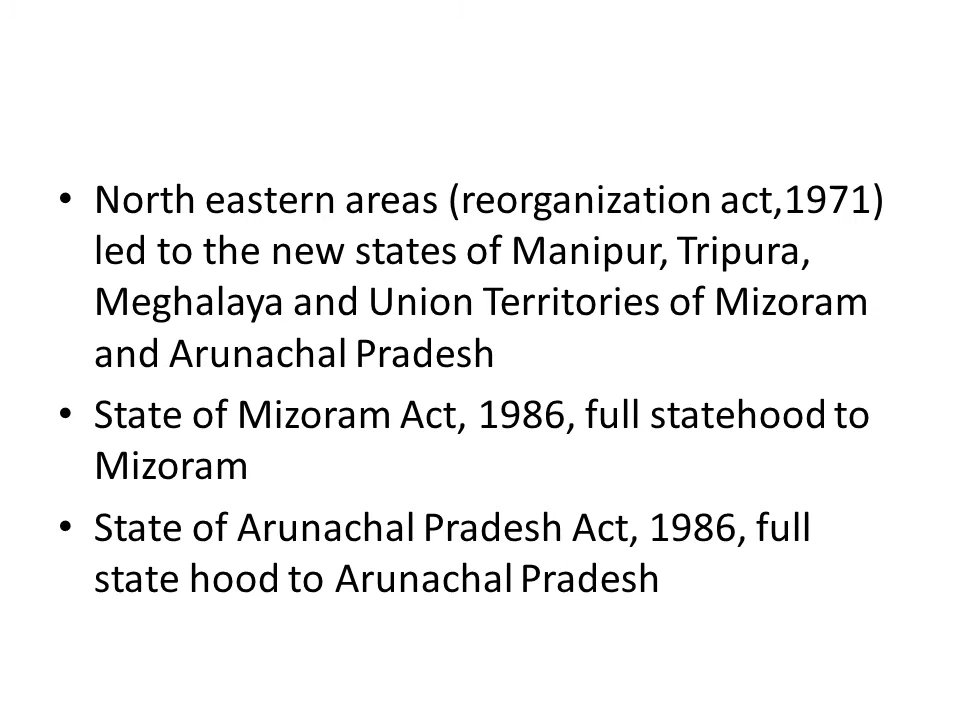 • North eastern areas (reorganization act,1971)
led to the new states of Manipur, Tripura,
Meghalaya and Union Territories of Mizoram
and Arunachal Pradesh
• State of Mizoram Act, 1986, full statehood to
Mizoram
• State of Arunachal Pradesh Act, 1986, full
state hood to Arunachal Pradesh